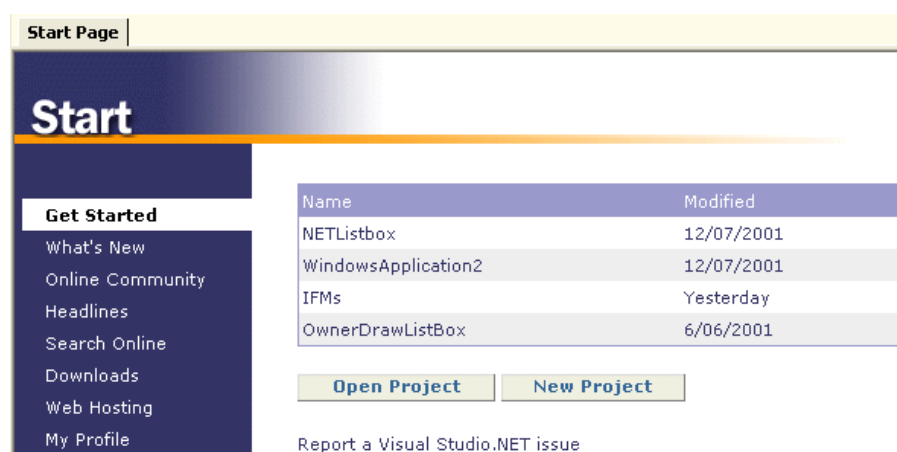 Start Page
Start
Get Started
What's New
Online Community
Headlines
Search Online
Downloads
Web Hosting
My Profile
Name Modified
NETListbox 12/07/2001
WindowsApplication2 12/07/2001
IFMs Yesterday
OwnerDrawListBox 6/06/2001
Open Project New Project
Report a Visual Studio.NET issue